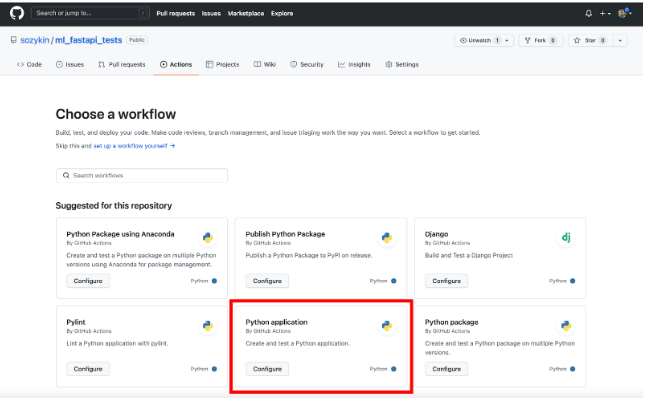 Search or jump to... /
Pull requests Issues Marketplace Explore
sozykin / ml_fastapi_tests Public
Unwatch 1 Fork 0 Star 0
Code Issues Pull requests Actions Projects Wiki Security Insights Settings
Choose a workflow
Build, test, and deploy your code. Make code reviews, branch management, and issue triaging work the way you want. Select a workflow to get started.
Skip this and set up a workflow yourself →
Search workflows
Suggested for this repository
Python Package using Anaconda
By GitHub Actions
Create and test a Python package on multiple Python
versions using Anaconda for package management.
Configure Python
Publish Python Package
By GitHub Actions
Publish a Python Package to PyPI on release.
Configure Python
Django
By GitHub Actions
dj
Build and Test a Django Project
Configure Python
Pylint
By GitHub Actions
Lint a Python application with pylint.
Configure Python
Python application
By GitHub Actions
Create and test a Python application.
Configure Python
Python package
By GitHub Actions
Create and test a Python package on multiple Python
versions.
Configure Python